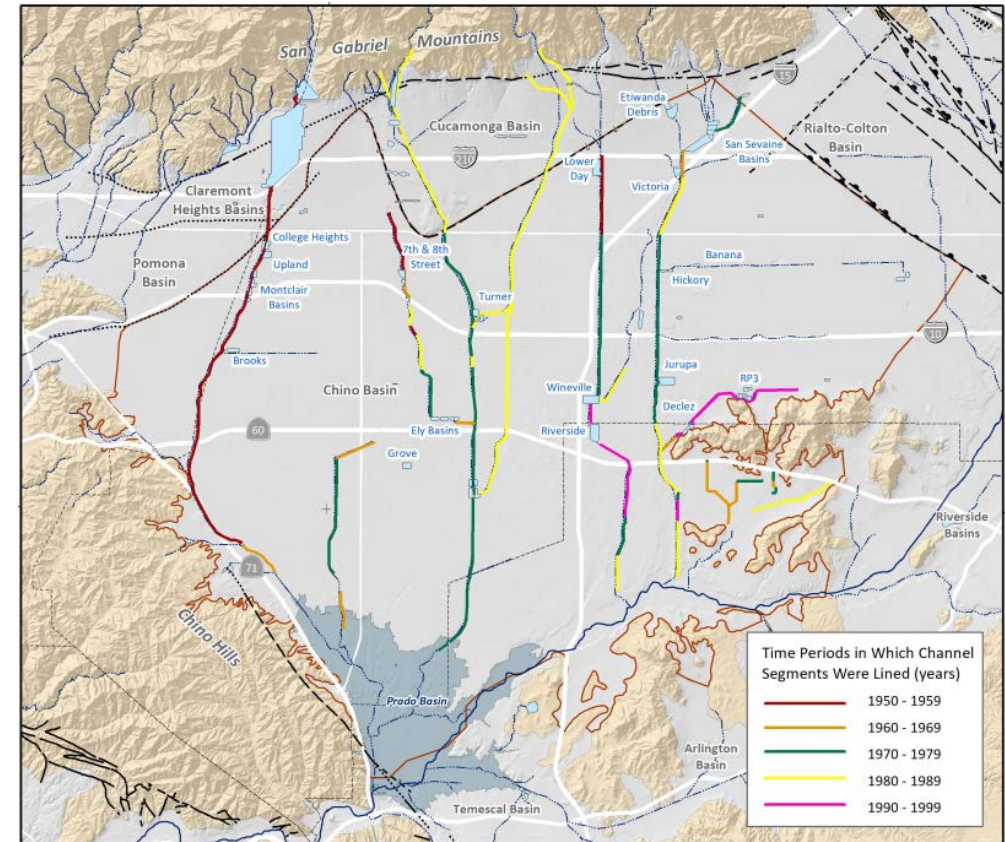 San Gabriel Mountains
15
Etiwanda
Debris
Cucamonga Basin
Rialto-Colton
Basin
210
San Sevaine
Basins
Lower
Day
Victoria
Claremont
Heights Basins
College Heights
7th & 8th
Street
Upland
Banana
Pomona
Basin
Hickory
Montclair
Basins
Turner
10
Brooks
Jurupa
RP3
Chino Basin
Wineville
Declez
60
Ely Basins
Riverside
Grove
Riverside
Basins
71
Chino Hills
Prado Basin
Arlington
Basin
Temescal Basin
Time Periods in Which Channel
Segments Were Lined (years)
1950 - 1959
1960 - 1969
1970 - 1979
1980 - 1989
1990 - 1999